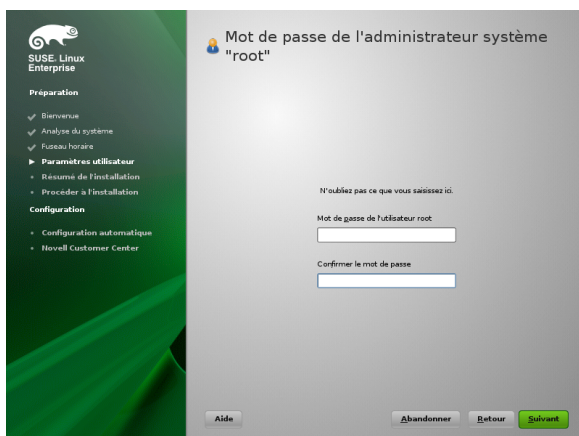 SUSE. Linux
Enterprise
Préparation
Bienvenue
Analyse du système
Fuseau horaire
Paramètres utilisateur
Résumé de l'installation
Procéder à l'installation
Configuration
Configuration automatique
Novell Customer Center
Mot de passe de l'administrateur système
"root"
N'oubliez pas ce que vous saisissez ici.
Mot de passe de l'utilisateur root
Confirmer le mot de passe
Aide
Abandonner
Retour
Suivant